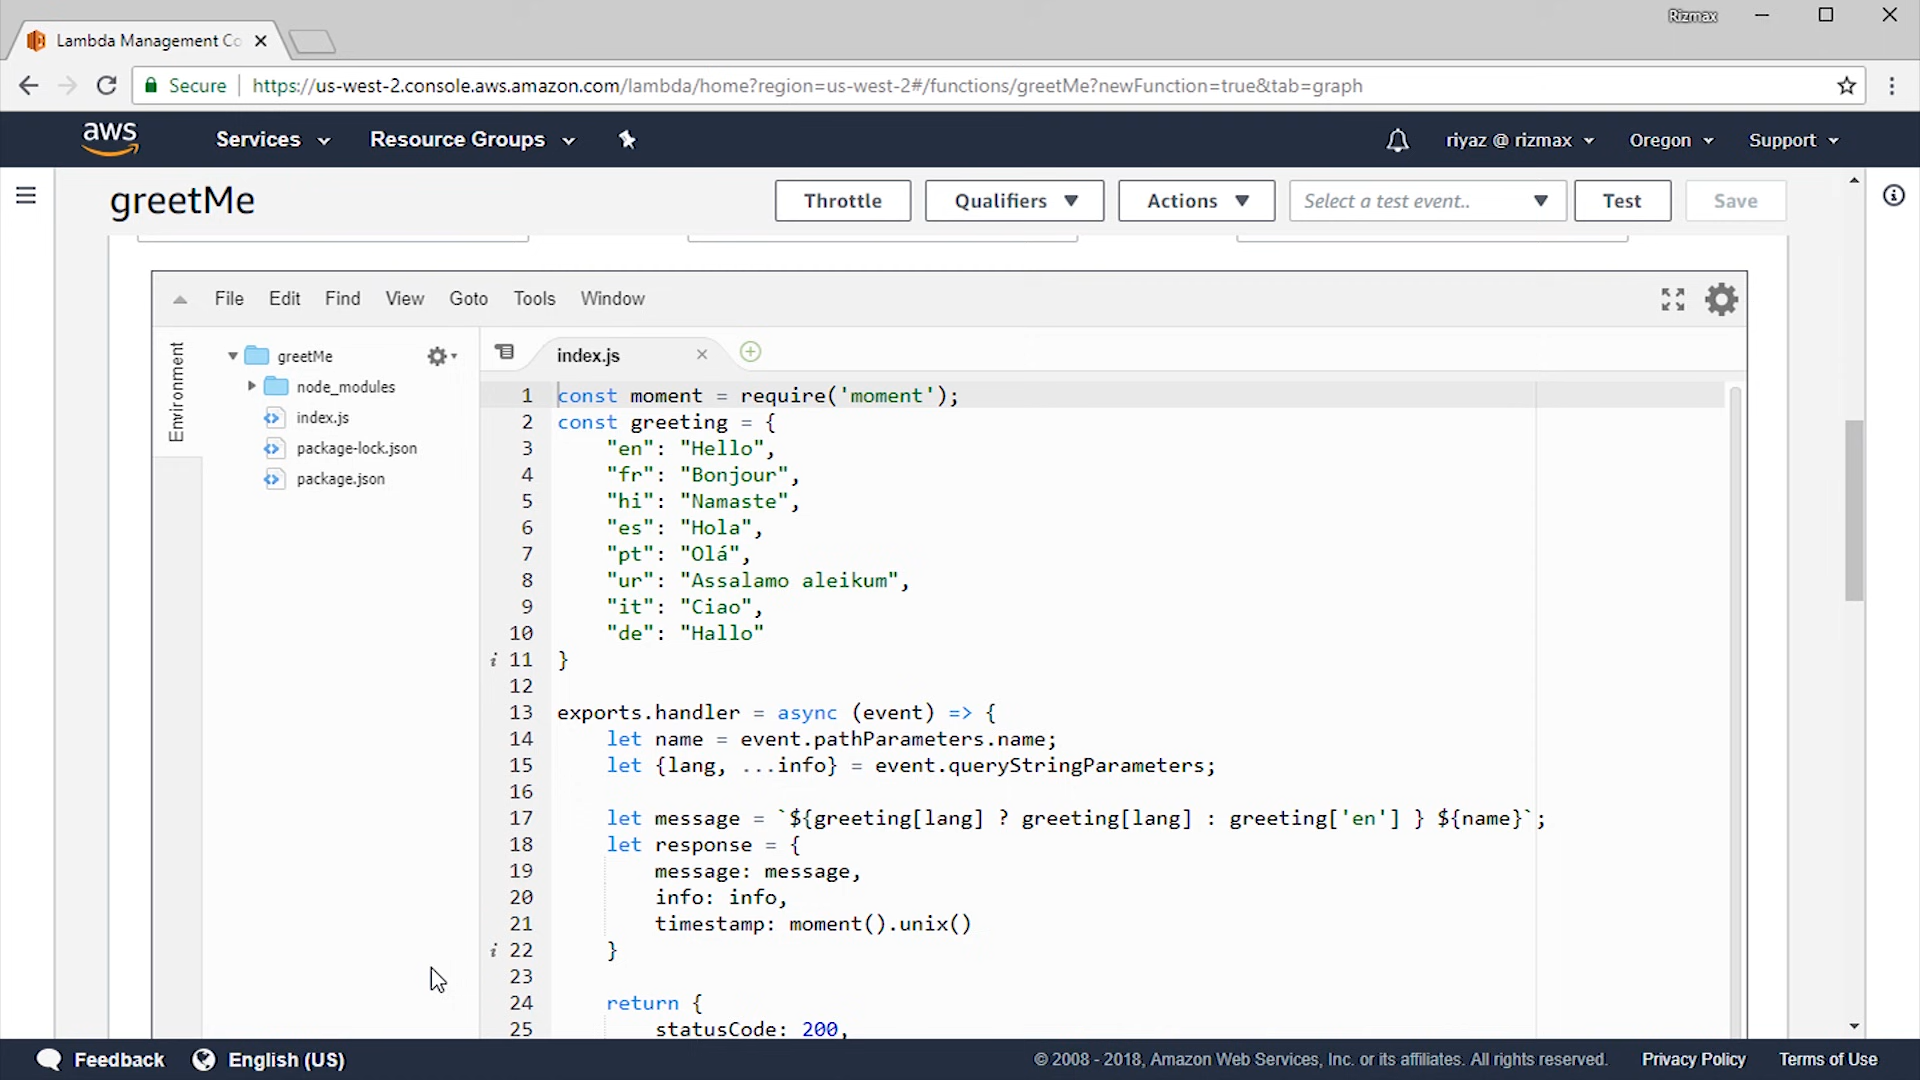 Rizmax
Lambda Management Co
Secure https://us-west-2.console.aws.amazon.com/lambda/home?region=us-west-2#/functions/greetMe?newFunction=true&tab=graph
aws Services Resource Groups riyaz @ rizmax Oregon Support
greetMe Throttle Qualifiers Actions Select a test event.. Test Save
File Edit Find View Goto Tools Window
Environment
greetMe
node_modules
index.js
package-lock.json
package.json
index.js
1 const moment = require('moment');
2 const greeting = {
3 "en": "Hello",
4 "fr": "Bonjour",
5 "hi": "Namaste",
6 "es": "Hola",
7 "pt": "Olá",
8 "ur": "Assalamo aleikum",
9 "it": "Ciao",
10 "de": "Hallo"
i 11 }
12
13 exports.handler = async (event) => {
14 let name = event.pathParameters.name;
15 let {lang, ...info} = event.queryStringParameters;
16
17 let message = `${greeting[lang] ? greeting[lang] : greeting['en'] } ${name}`;
18 let response = {
19 message: message,
20 info: info,
21 timestamp: moment().unix()
i 22 }
23
24 return {
25 statusCode: 200,
Feedback English (US) © 2008 - 2018, Amazon Web Services, Inc. or its affiliates. All rights reserved. Privacy Policy Terms of Use